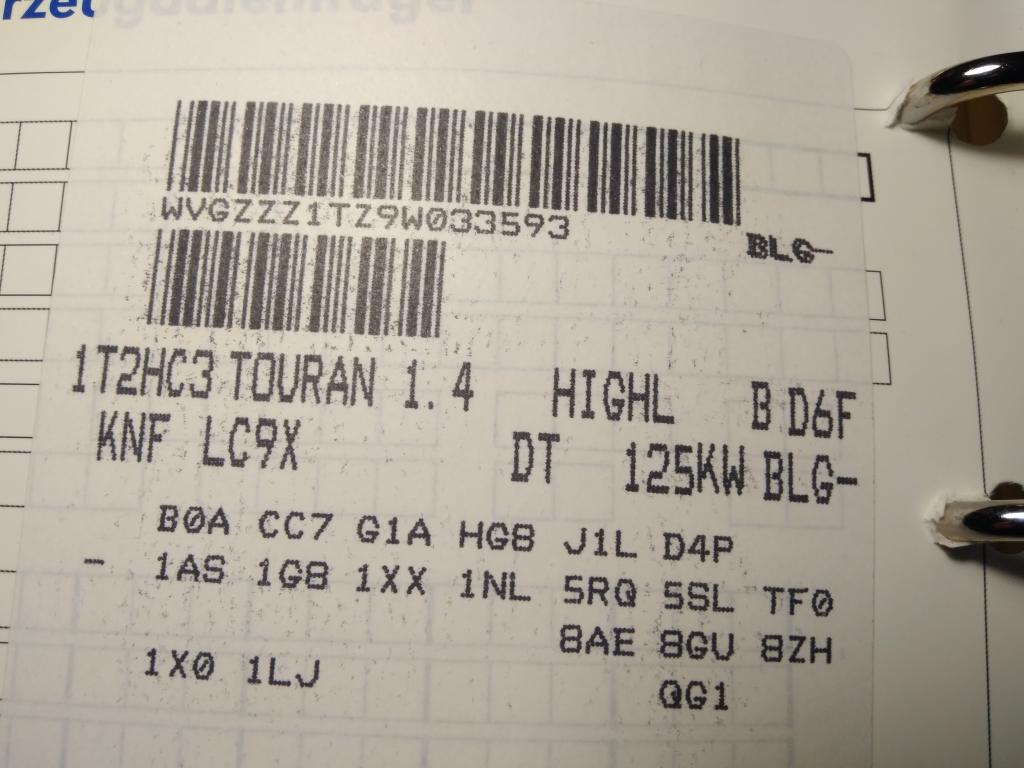 WVGZZZ1TZ9W033593
BLG-
1T2HC3 TOURAN 1.4 HIGHL B D6F
KNF LC9X DT 125KW BLG-
B0A CC7 G1A HG8 J1L D4P
- 1AS 1G8 1XX 1NL 5RQ 5SL TF0
8AE 8GU 8ZH
1X0 1LJ QG1